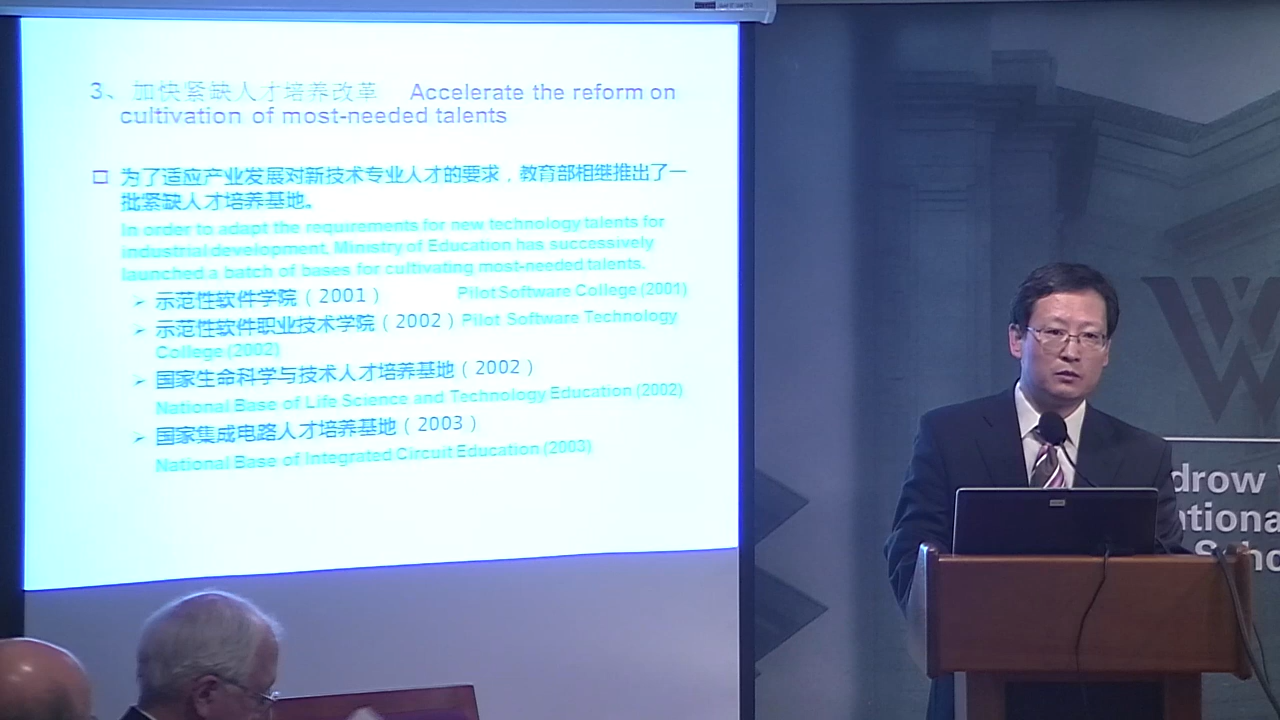 3、 加快紧缺人才培养改革 Accelerate the reform on
cultivation of most-needed talents
为了适应产业发展对新技术专业人才的要求，教育部相继推出了一
批紧缺人才培养基地。
In order to adapt the requirements for new technology talents for
industrial development, Ministry of Education has successively
launched a batch of bases for cultivating most-needed talents.
示范性软件学院（2001） Pilot Software College (2001)
示范性软件职业技术学院（2002）Pilot Software Technology
College (2002)
国家生命科学与技术人才培养基地（2002）
National Base of Life Science and Technology Education (2002)
国家集成电路人才培养基地（2003）
National Base of Integrated Circuit Education (2003)
W
drow
ationa
Scho